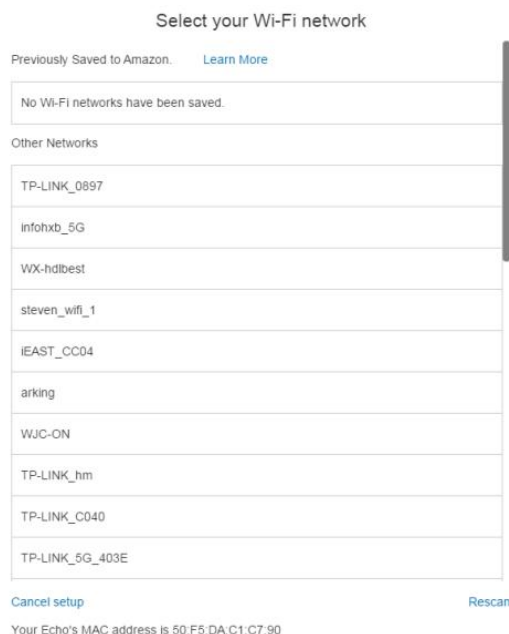 Select your Wi-Fi network
Previously Saved to Amazon. Learn More
No Wi-Fi networks have been saved.
Other Networks
TP-LINK_0897
infohxb_5G
WX-hdlbest
steven_wifi_1
iEAST_CC04
arking
WJC-ON
TP-LINK_hm
TP-LINK_C040
TP-LINK_5G_403E
Cancel setup Rescan
Your Echo's MAC address is 50:F5:DA:C1:C7:90